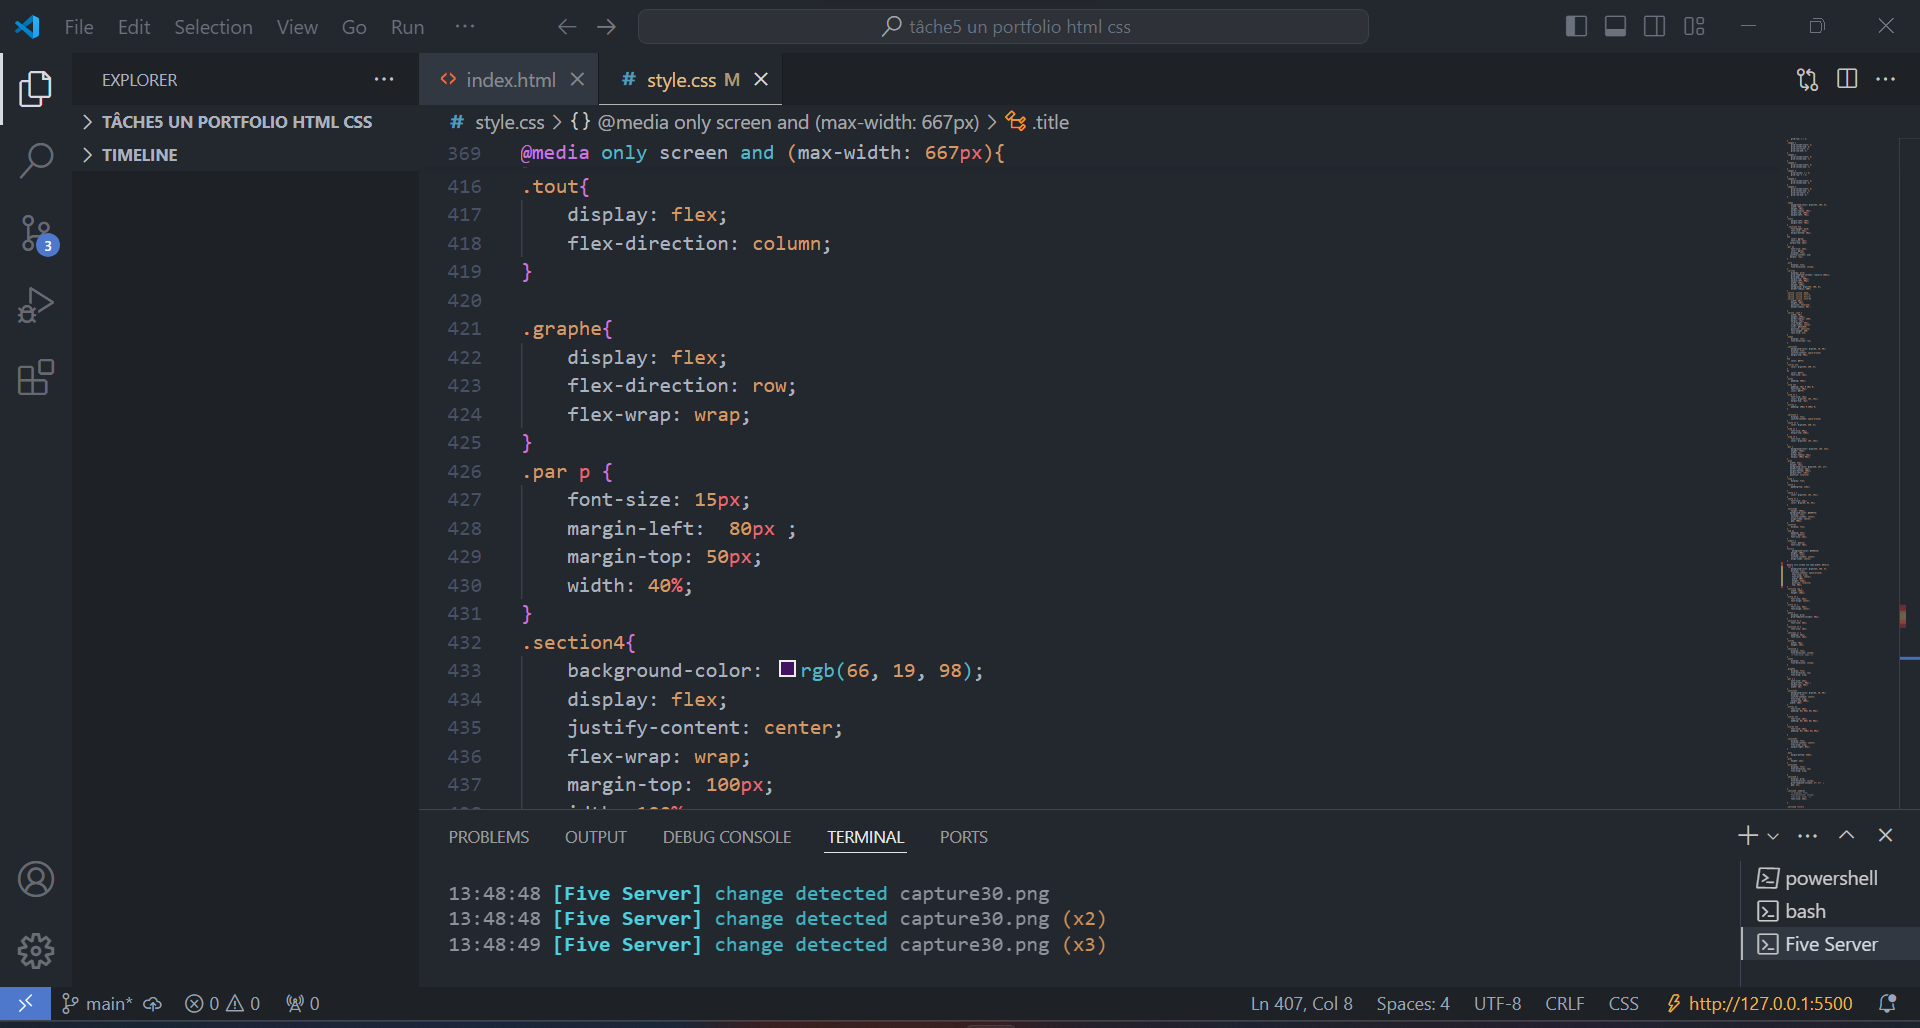 File Edit Selection View Go Run ··· tâche5 un portfolio html css
EXPLORER ···
TÂCHE5 UN PORTFOLIO HTML CSS
TIMELINE
3
<> index.html # style.css M
# style.css > {} @media only screen and (max-width: 667px) > .title
369 @media only screen and (max-width: 667px){
416 .tout{
417 display: flex;
418 flex-direction: column;
419 }
420
421 .graphe{
422 display: flex;
423 flex-direction: row;
424 flex-wrap: wrap;
425 }
426 .par p {
427 font-size: 15px;
428 margin-left:  80px ;
429 margin-top: 50px;
430 width: 40%;
431 }
432 .section4{
433 background-color: rgb(66, 19, 98);
434 display: flex;
435 justify-content: center;
436 flex-wrap: wrap;
437 margin-top: 100px;
PROBLEMS OUTPUT DEBUG CONSOLE TERMINAL PORTS
13:48:48 [Five Server] change detected capture30.png
13:48:48 [Five Server] change detected capture30.png (x2)
13:48:49 [Five Server] change detected capture30.png (x3)
powershell
bash
Five Server
main* 0 0 0 Ln 407, Col 8 Spaces: 4 UTF-8 CRLF CSS http://127.0.0.1:5500